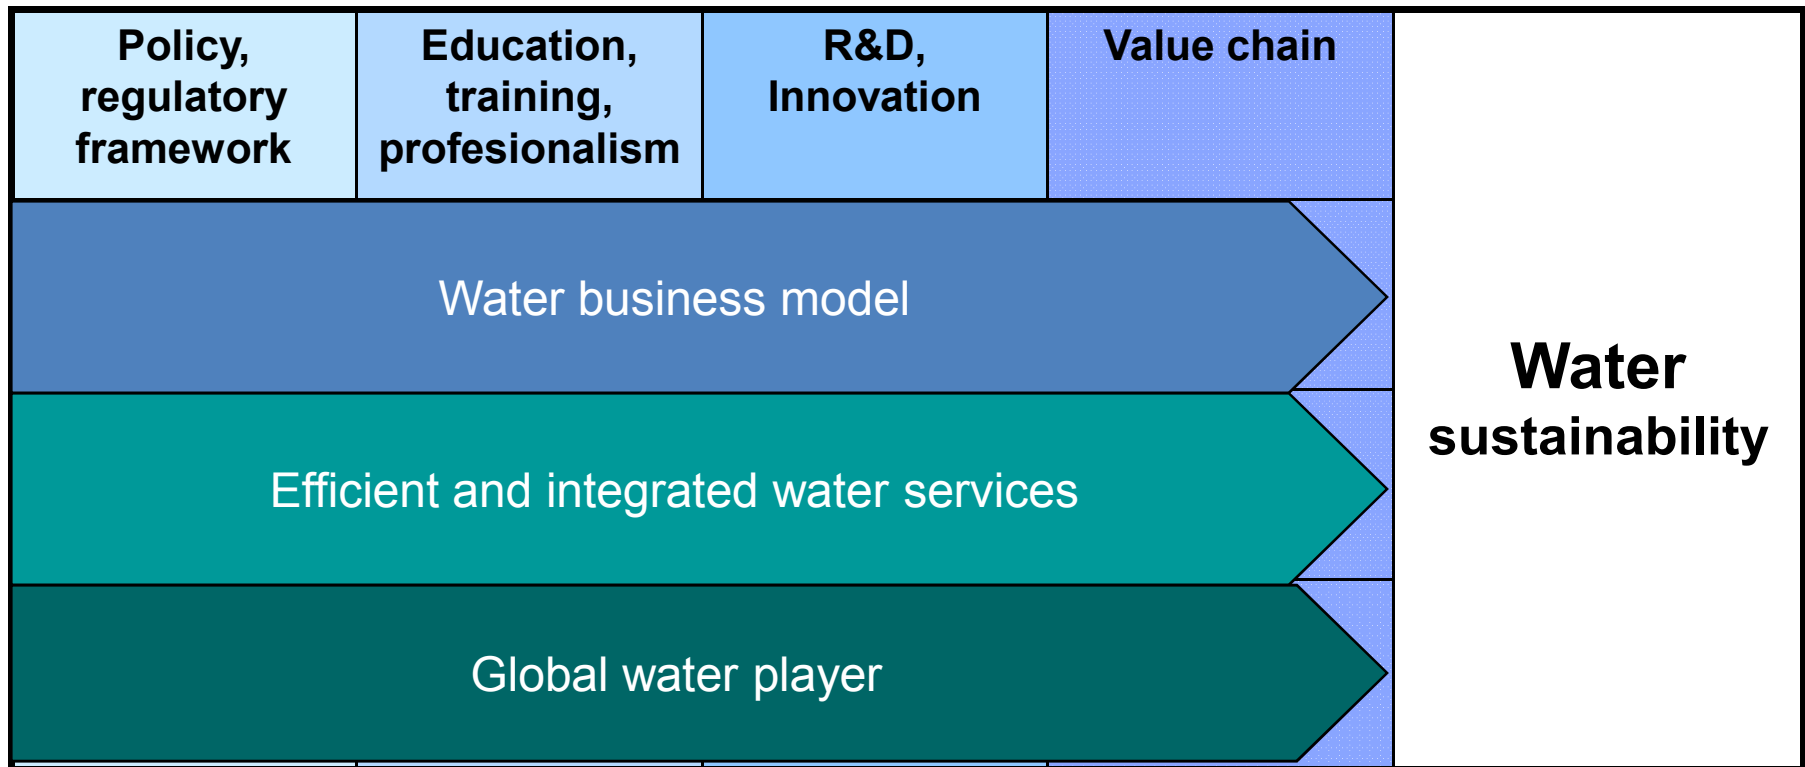 Policy,
regulatory
framework
Education,
training,
profesionalism
R&D,
Innovation
Value chain
Water business model
Efficient and integrated water services
Global water player
Water
sustainability